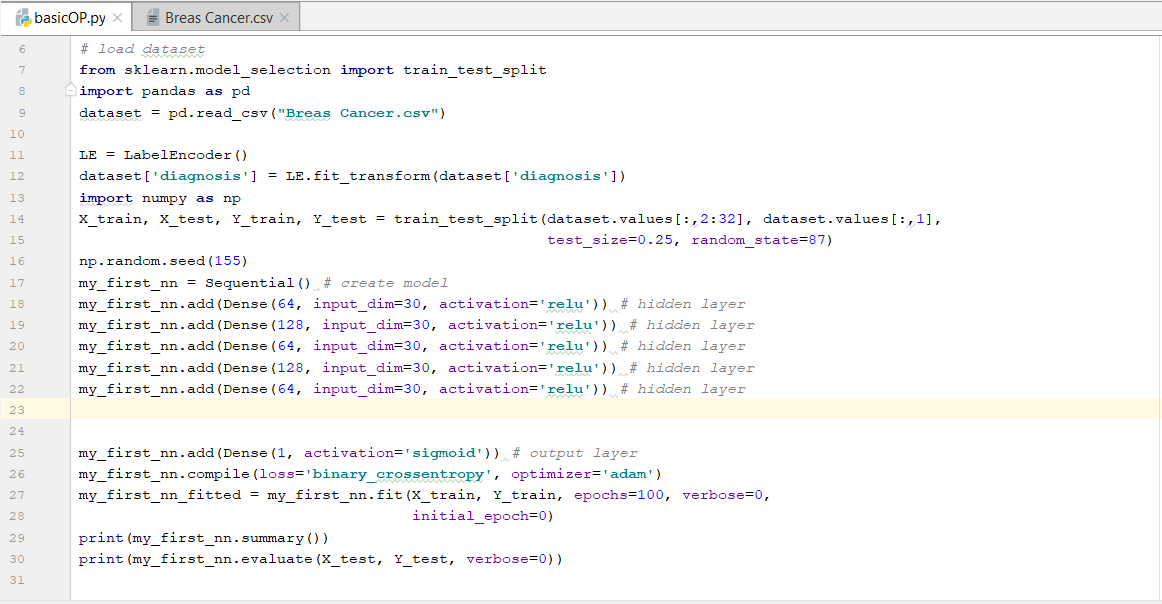 basicOP.py Breas Cancer.csv
6 # load dataset
7 from sklearn.model_selection import train_test_split
8 import pandas as pd
9 dataset = pd.read_csv("Breas Cancer.csv")
10
11 LE = LabelEncoder()
12 dataset['diagnosis'] = LE.fit_transform(dataset['diagnosis'])
13 import numpy as np
14 X_train, X_test, Y_train, Y_test = train_test_split(dataset.values[:,2:32], dataset.values[:,1],
15 test_size=0.25, random_state=87)
16 np.random.seed(155)
17 my_first_nn = Sequential() # create model
18 my_first_nn.add(Dense(64, input_dim=30, activation='relu')) # hidden layer
19 my_first_nn.add(Dense(128, input_dim=30, activation='relu')) # hidden layer
20 my_first_nn.add(Dense(64, input_dim=30, activation='relu')) # hidden layer
21 my_first_nn.add(Dense(128, input_dim=30, activation='relu')) # hidden layer
22 my_first_nn.add(Dense(64, input_dim=30, activation='relu')) # hidden layer
23
24
25 my_first_nn.add(Dense(1, activation='sigmoid')) # output layer
26 my_first_nn.compile(loss='binary_crossentropy', optimizer='adam')
27 my_first_nn_fitted = my_first_nn.fit(X_train, Y_train, epochs=100, verbose=0,
28 initial_epoch=0)
29 print(my_first_nn.summary())
30 print(my_first_nn.evaluate(X_test, Y_test, verbose=0))
31